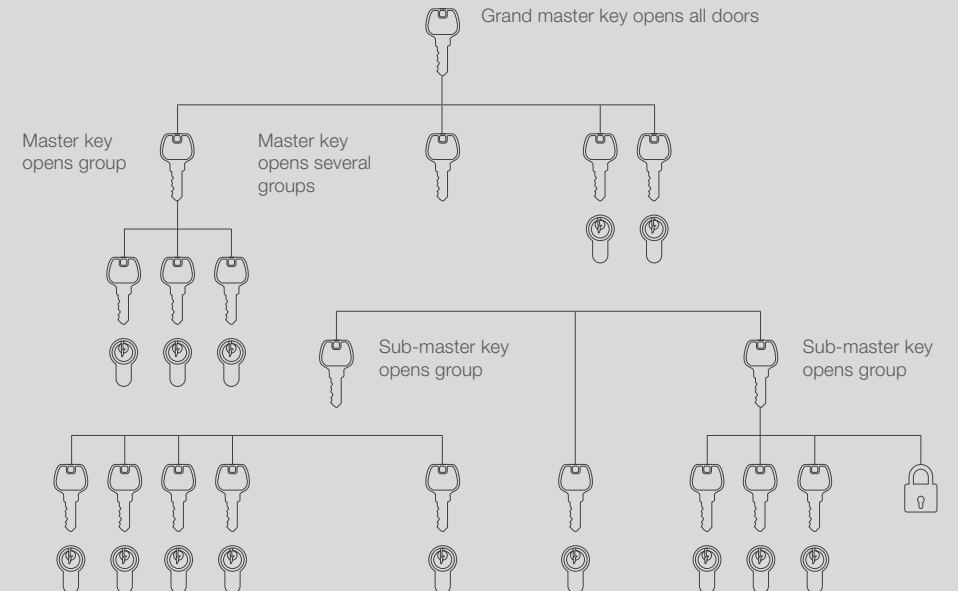 Grand master key opens all doors
Master key
opens group
Master key
opens several
groups
Sub-master key
opens group
Sub-master key
opens group